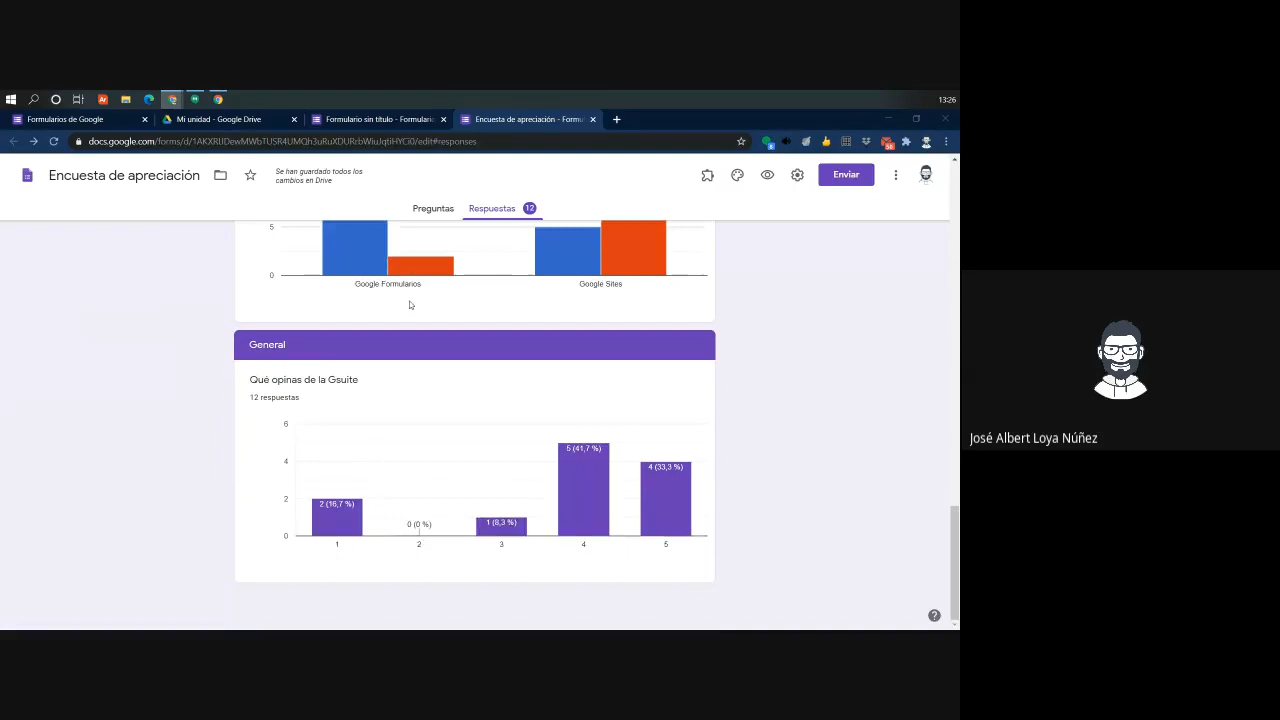 13:26
Formularios de Google
Mi unidad - Google Drive
Formulario sin título - Formulario
Encuesta de apreciación - Formu
Encuesta de apreciación
Se han guardado todos los
cambios en Drive
Enviar
Preguntas
Respuestas 12
5
0
Google Formularios
Google Sites
General
Qué opinas de la Gsuite
12 respuestas
6
4
2
0
2 (16,7 %)
0 (0 %)
1 (8,3 %)
5 (41,7 %)
4 (33,3 %)
1
2
3
4
5
José Albert Loya Núñez